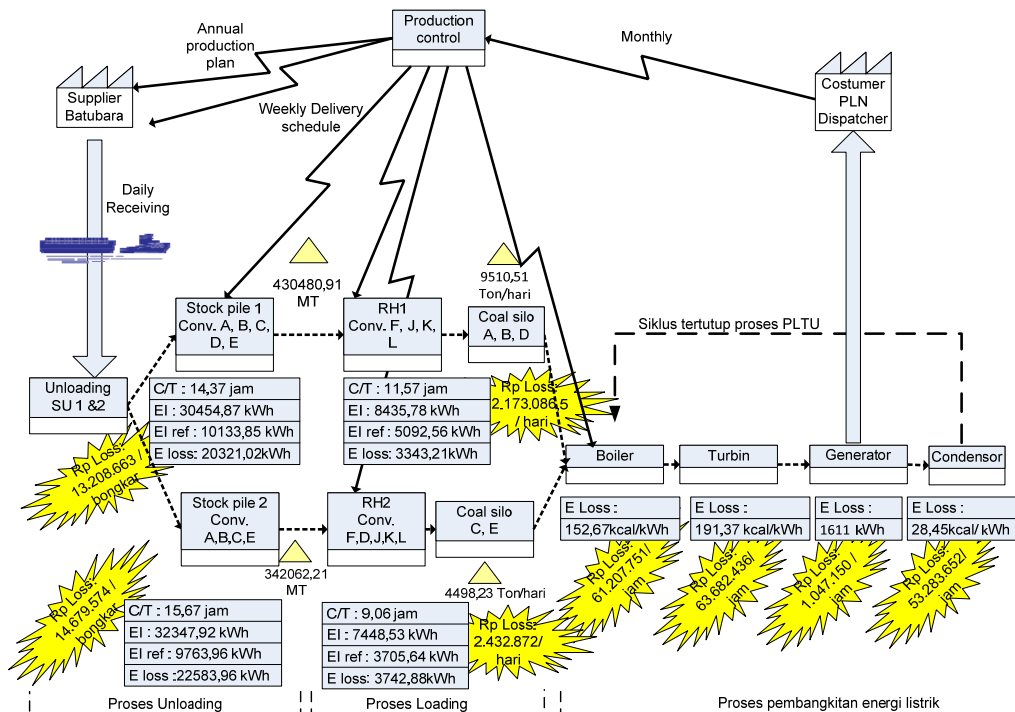 Production
control
Annual
production
plan
Monthly
Supplier
Batubara
Weekly Delivery
schedule
Costumer
PLN
Dispatcher
Daily
Receiving
430480,91
MT
9510,51
Ton/hari
Stock pile 1
Conv. A, B, C,
D, E
RH1
Conv. F, J, K,
L
Coal silo
A, B, D
Siklus tertutup proses PLTU
Unloading
SU 1 &2
C/T : 14,37 jam
EI : 30454,87 kWh
EI ref : 10133,85 kWh
E loss: 20321,02kWh
C/T : 11,57 jam
EI : 8435,78 kWh
EI ref : 5092,56 kWh
E loss: 3343,21kWh
Rp Loss:
2.173.086,5
/ hari
Rp Loss:
13.208.663 /
bongkar
Boiler
Turbin
Generator
Condensor
Stock pile 2
Conv.
A,B,C,E
RH2
Conv.
F,D,J,K,L
Coal silo
C, E
E Loss :
152,67kcal/kWh
E Loss :
191,37 kcal/kWh
E Loss :
1611 kWh
E Loss :
28,45kcal/ kWh
342062,21
MT
4498,23 Ton/hari
Rp Loss:
61.207.751/
jam
Rp Loss:
63.682.436/
jam
Rp Loss:
1.047.150 /
jam
Rp Loss:
53.283.652/
jam
Rp Loss:
14.679.574 /
bongkar
C/T : 15,67 jam
EI : 32347,92 kWh
EI ref : 9763,96 kWh
E loss :22583,96 kWh
C/T : 9,06 jam
EI : 7448,53 kWh
EI ref : 3705,64 kWh
E loss: 3742,88kWh
Rp Loss:
2.432.872/
hari
Proses Unloading
Proses Loading
Proses pembangkitan energi listrik